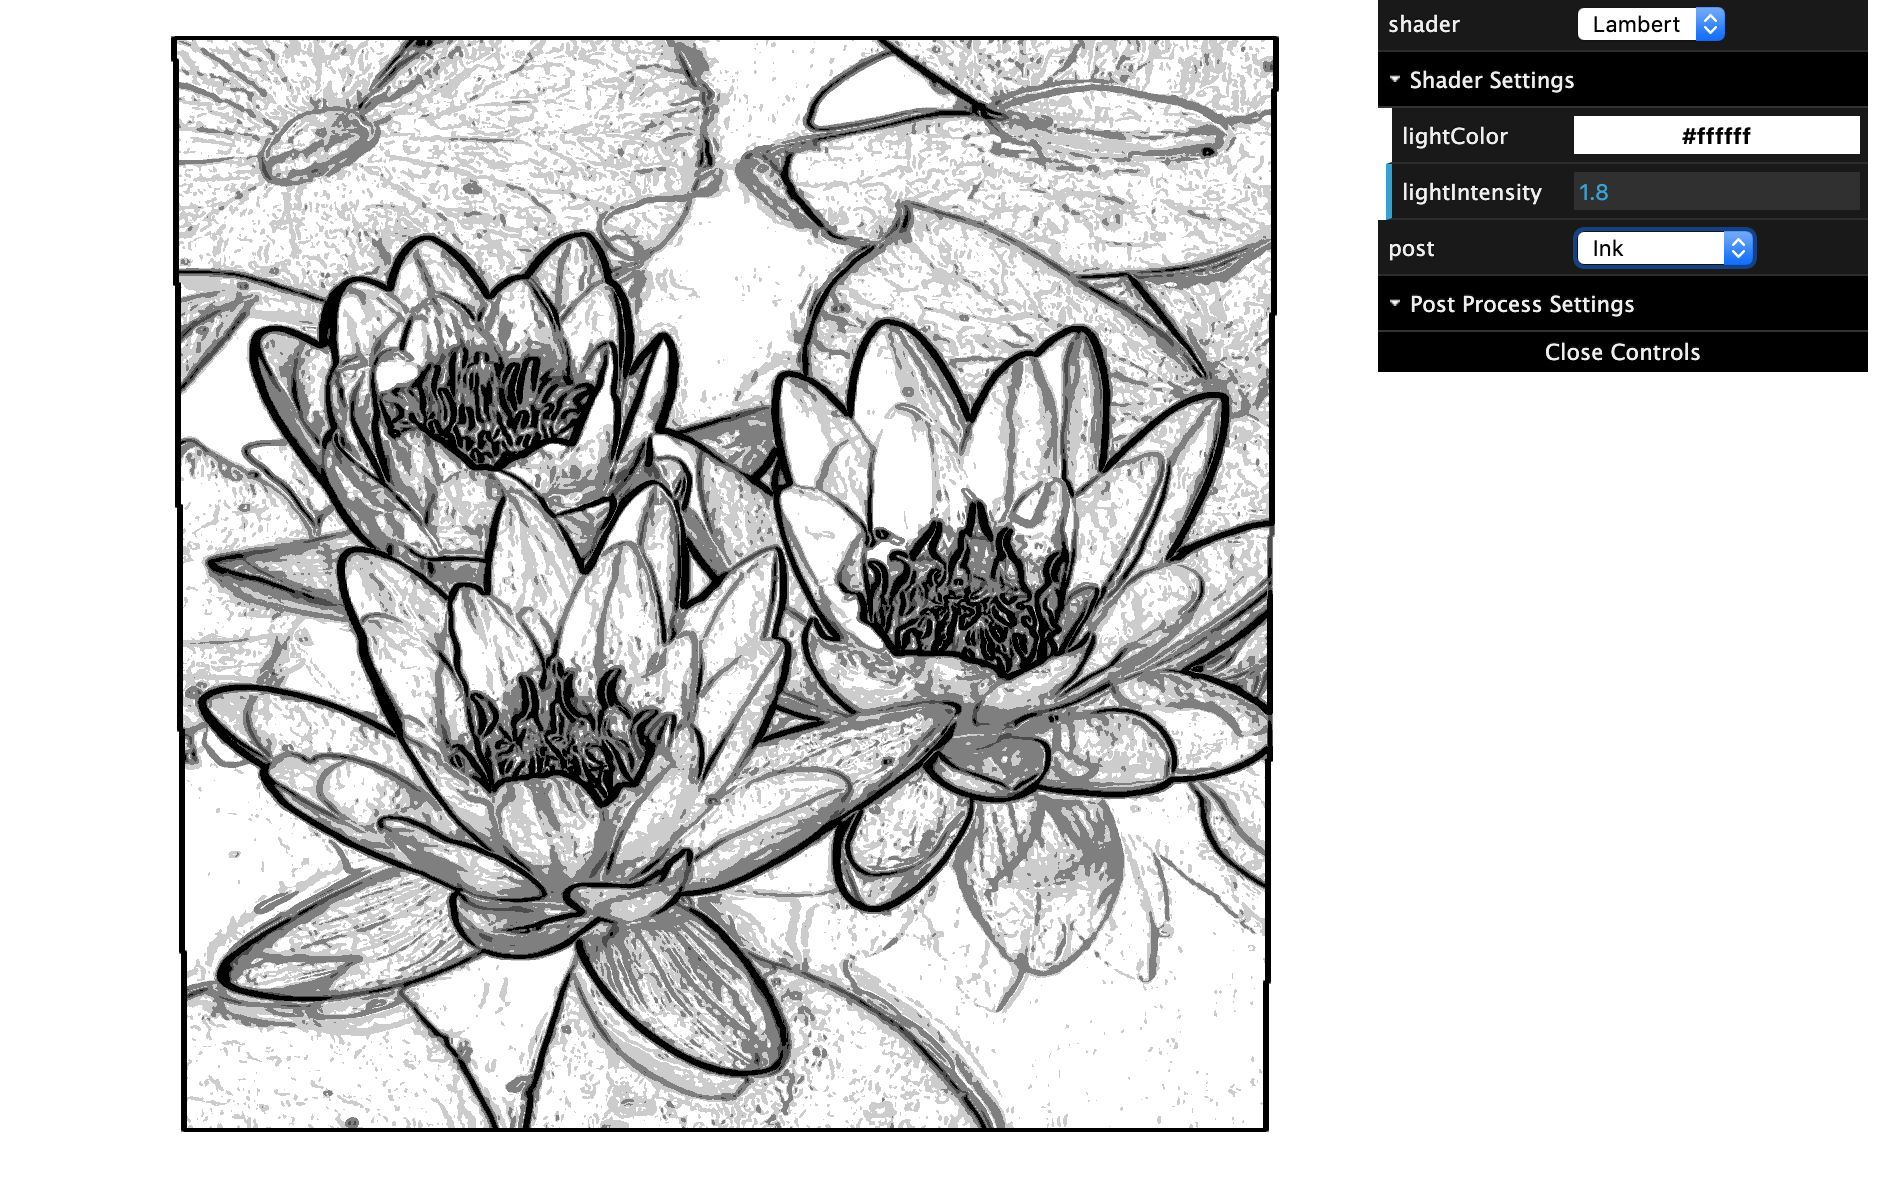 shader Lambert
Shader Settings
lightColor #ffffff
lightIntensity 1.8
post Ink
Post Process Settings
Close Controls